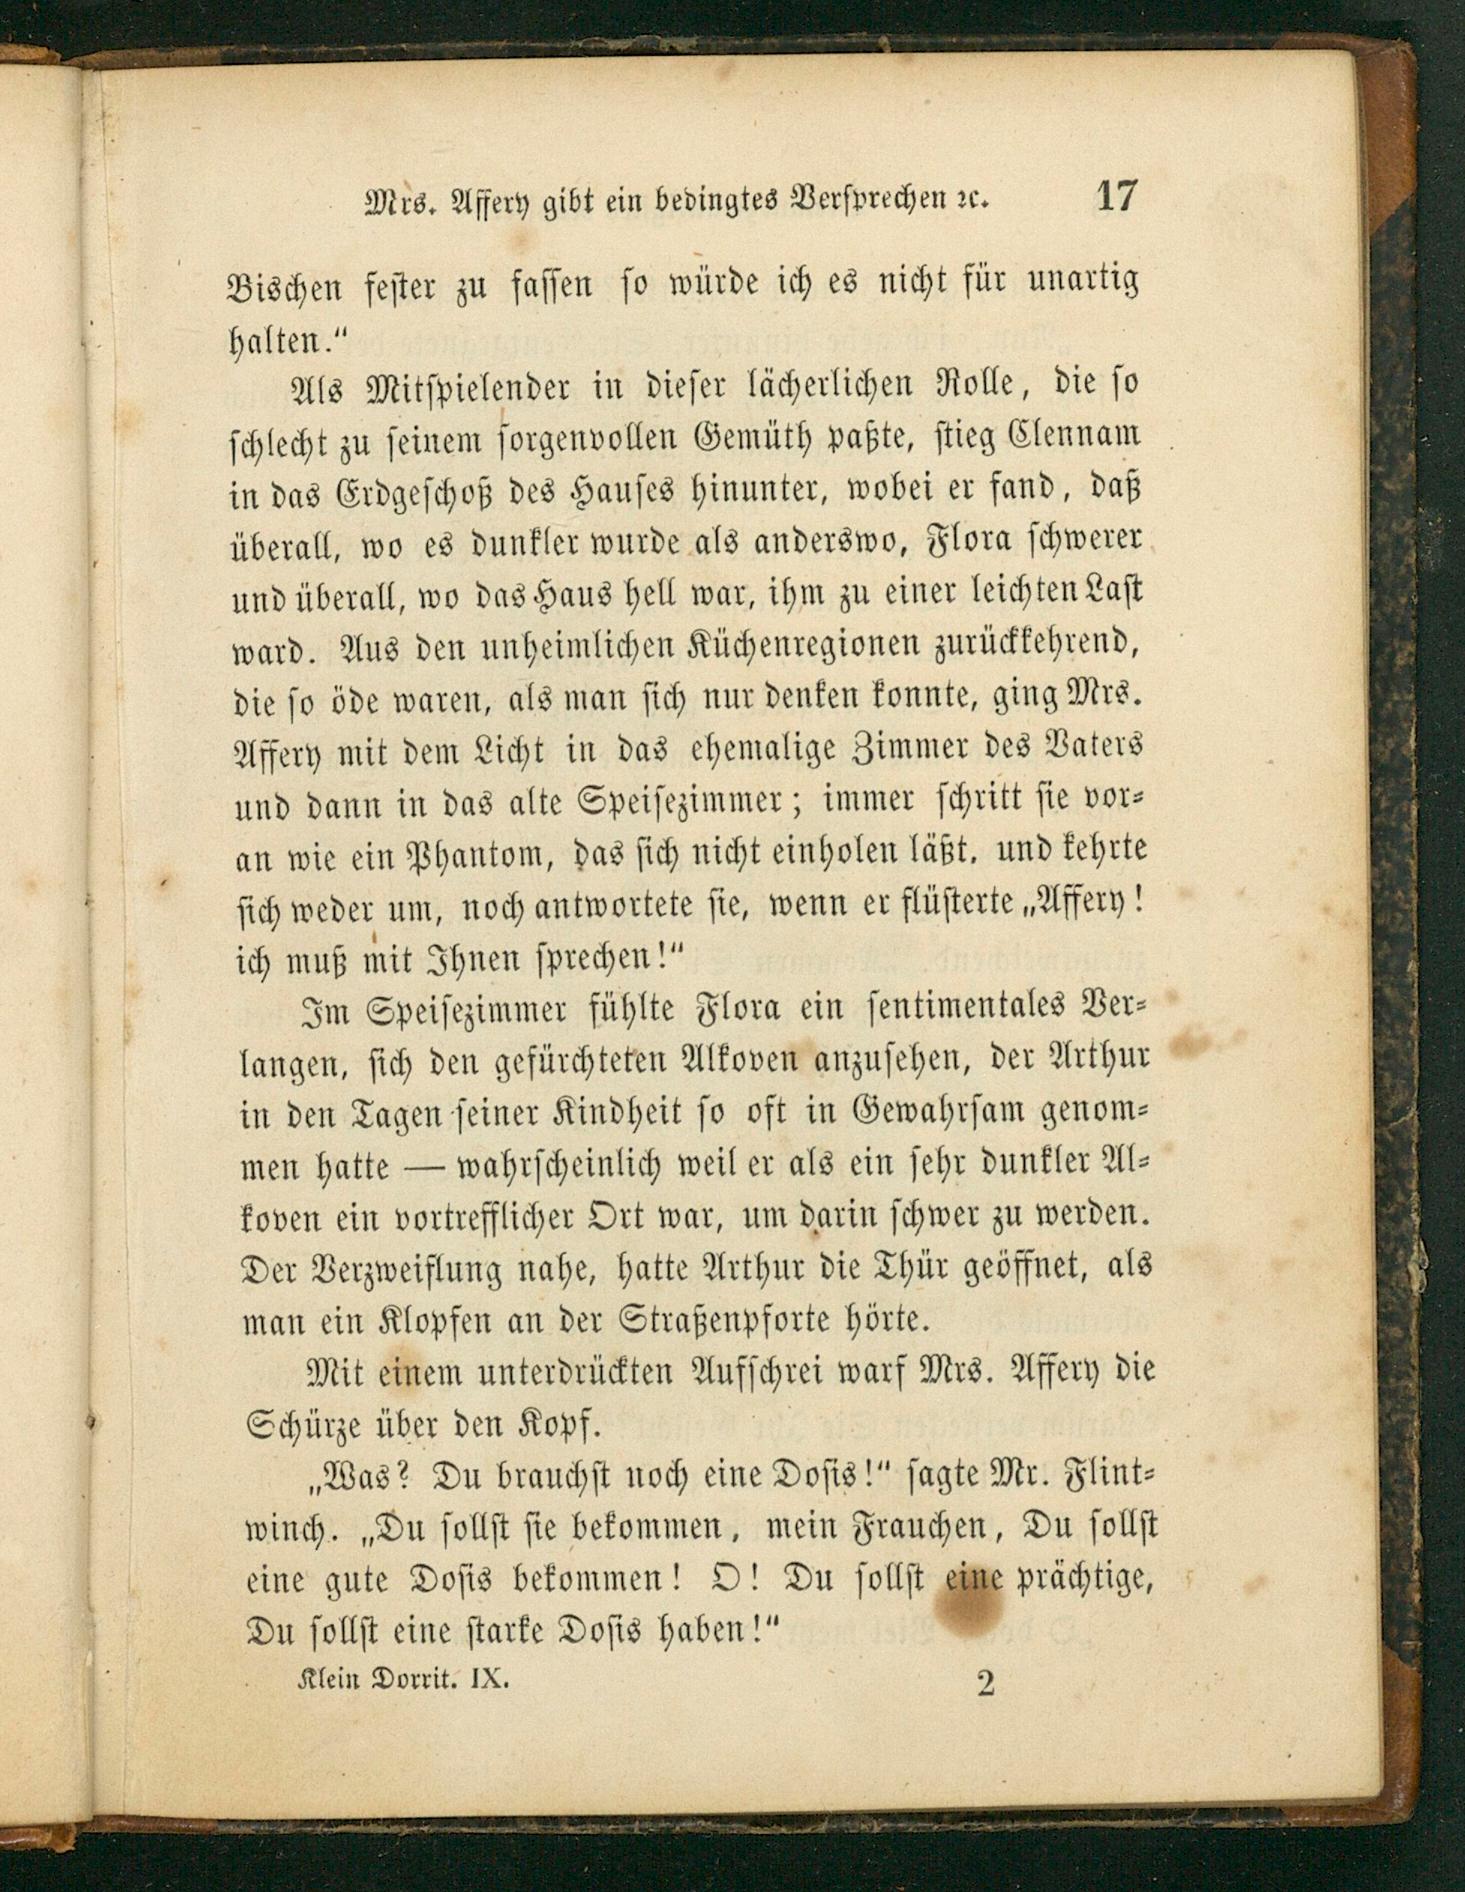 Mrs. Affery gibt ein bedingtes Versprechen ꝛc. 17
Bischen fester zu fassen so würde ich es nicht für unartig
halten.“
Als Mitspielender in dieser lächerlichen Rolle, die so
schlecht zu seinem sorgenvollen Gemüth paßte, stieg Clennam
in das Erdgeschoß des Hauses hinunter, wobei er fand, daß
überall, wo es dunkler wurde als anderswo, Flora schwerer
und überall, wo das Haus hell war, ihm zu einer leichten Last
ward. Aus den unheimlichen Küchenregionen zurückkehrend,
die so öde waren, als man sich nur denken konnte, ging Mrs.
Affery mit dem Licht in das ehemalige Zimmer des Vaters
und dann in das alte Speisezimmer; immer schritt sie vor-
an wie ein Phantom, das sich nicht einholen läßt. und kehrte
sich weder um, noch antwortete sie, wenn er flüsterte „Affery!
ich muß mit Ihnen sprechen!“
Im Speisezimmer fühlte Flora ein sentimentales Ver-
langen, sich den gefürchteten Alkoven anzusehen, der Arthur
in den Tagen seiner Kindheit so oft in Gewahrsam genom-
men hatte — wahrscheinlich weil er als ein sehr dunkler Al-
koven ein vortrefflicher Ort war, um darin schwer zu werden.
Der Verzweiflung nahe, hatte Arthur die Thür geöffnet, als
man ein Klopfen an der Straßenpforte hörte.
Mit einem unterdrückten Aufschrei warf Mrs. Affery die
Schürze über den Kopf.
„Was? Du brauchst noch eine Dosis!“ sagte Mr. Flint-
winch. „Du sollst sie bekommen, mein Frauchen, Du sollst
eine gute Dosis bekommen! O! Du sollst eine prächtige,
Du sollst eine starke Dosis haben!“
Klein Dorrit. IX. 2